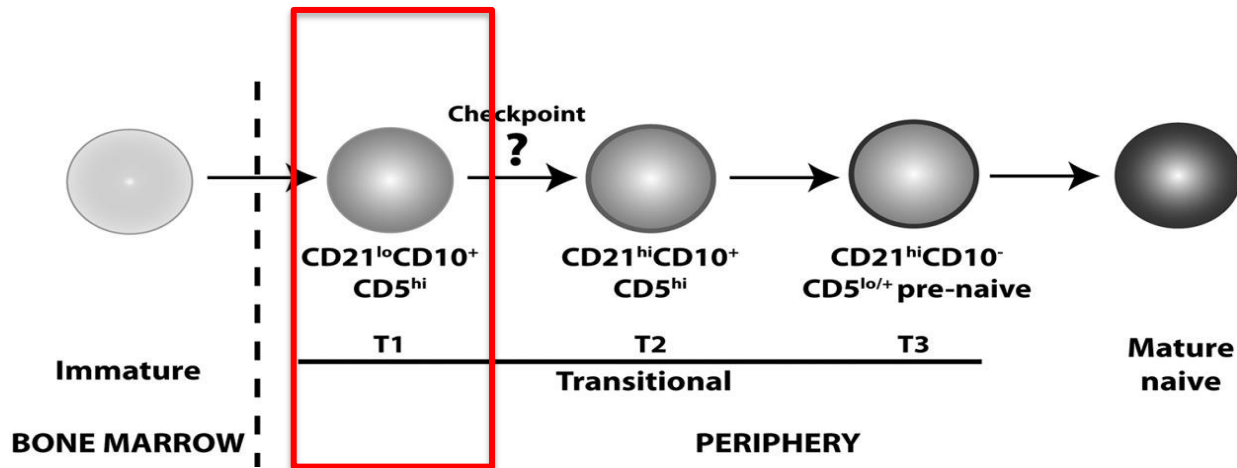 Checkpoint
?
CD21ˡᵒCD10⁺
CD5ʰⁱ
CD21ʰⁱCD10⁺
CD5ʰⁱ
CD21ʰⁱCD10⁻
CD5ˡᵒ/⁺ pre-naive
T1
T2
T3
Immature
Transitional
Mature
naive
BONE MARROW
PERIPHERY